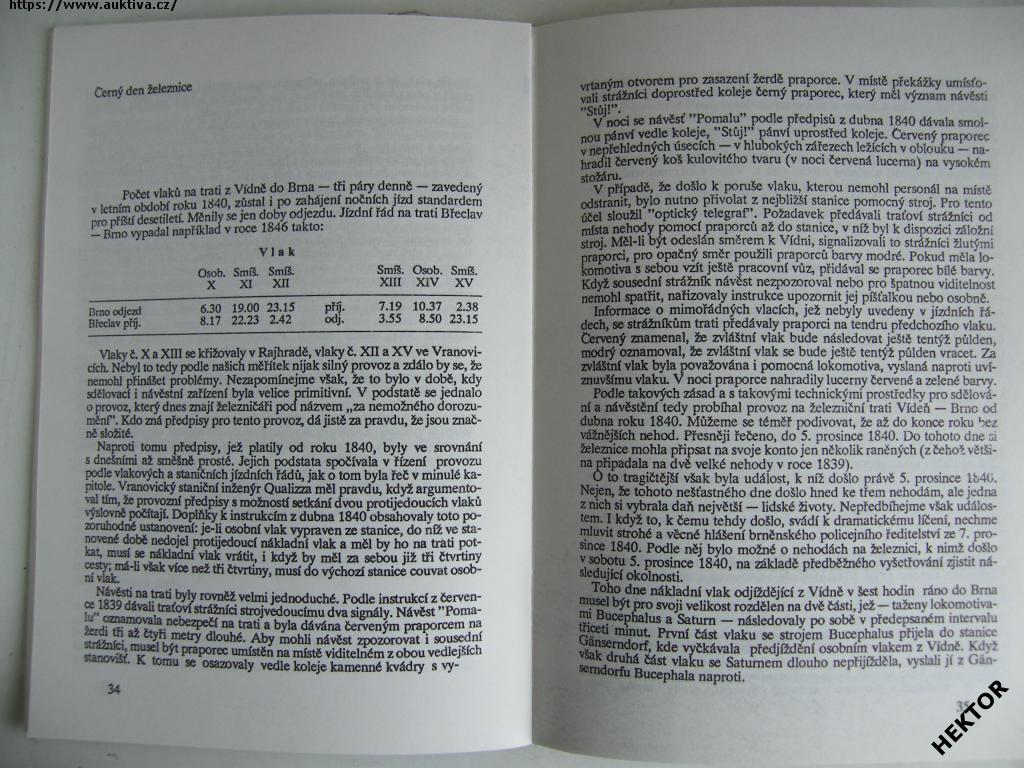 https://www.auktiva.cz/
Černý den železnice
Počet vlaků na trati z Vídně do Brna — tři páry denně — zavedený
v letním období roku 1840, zůstal i po zahájení nočních jízd standardem
pro příští desetiletí. Měnily se jen doby odjezdu. Jízdní řád na trati Břeclav
— Brno vypadal například v roce 1846 takto:
Vlak
Osob. Smíš. Smíš. Smíš. Osob. Smíš.
X XI XII XIII XIV XV
Brno odjezd 6.30 19.00 23.15 příj. 7.19 10.37 2.38
Břeclav příj. 8.17 22.23 2.42 odj. 3.55 8.50 23.15
Vlaky č. X a XIII se křižovaly v Rajhradě, vlaky č. XII a XV ve Vranovi-
cích. Nebyl to tedy podle našich měřítek nijak silný provoz a zdálo by se, že
nemohl přinášet problémy. Nezapomínejme však, že to bylo v době, kdy
sdělovací i návěstní zařízení byla velice primitivní. V podstatě se jednalo
o provoz, který dnes znají železničáři pod názvem „za nemožného dorozu-
mění". Kdo zná předpisy pro tento provoz, dá jistě za pravdu, že jsou znač-
ně složité.
Naproti tomu předpisy, jež platily od roku 1840, byly ve srovnání
s dnešními až směšně prosté. Jejich podstata spočívala v řízení provozu
podle vlakových a staničních jízdních řádů, jak o tom byla řeč v minulé ka-
pitole. Vranovický staniční inženýr Qualizza měl pravdu, když argumento-
val tím, že provozní předpisy s možností setkání dvou protijedoucích vlaků
výslovně počítají. Doplňky k instrukcím z dubna 1840 obsahovaly toto po-
zoruhodné ustanovení: je-li osobní vlak vypraven ze stanice, do níž ve sta-
novené době nedojel protijedoucí nákladní vlak a měl by ho na trati pot-
kat, musí se nákladní vlak vrátit, i když by měl za sebou již tři čtvrtiny
cesty; má-li však více než tři čtvrtiny, musí do výchozí stanice couvat osob-
ní vlak.
Návěsti na trati byly rovněž velmi jednoduché. Podle instrukcí z červen-
ce 1839 dávali traťoví strážníci strojvedoucímu dva signály. Návěst "Poma-
lu" oznamovala nebezpečí na trati a byla dávána červeným praporcem na
žerdi tři až čtyři metry dlouhé. Aby mohli návěst zpozorovat i sousední
strážníci, musel být praporec umístěn na místě viditelném z obou vedlejších
stanovišť. K tomu se osazovaly vedle koleje kamenné kvádry s vy-
34
vrtaným otvorem pro zasazení žerdě praporce. V místě překážky umísťo-
vali strážníci doprostřed koleje černý praporec, který měl význam návěsti
"Stůj!".
V noci se návěsť "Pomalu" podle předpisů z dubna 1840 dávala smol-
nou pánví vedle koleje, "Stůj!" pánví uprostřed koleje. Červený praporec
v nepřehledných úsecích — v hlubokých zářezech ležících v oblouku — na-
hradil červený koš kulovitého tvaru (v noci červená lucerna) na vysokém
stožáru.
V případě, že došlo k poruše vlaku, kterou nemohl personál na místě
odstranit, bylo nutno přivolat z nejbližší stanice pomocný stroj. Pro tento
účel sloužil "optický telegraf". Požadavek předávali traťoví strážníci od
místa nehody pomocí praporců až do stanice, v níž byl k dispozici záložní
stroj. Měl-li být odeslán směrem k Vídni, signalizovali to strážníci žlutými
praporci, pro opačný směr použili praporců barvy modré. Pokud měla lo-
komotiva s sebou vzít ještě pracovní vůz, přidával se praporec bílé barvy.
Když sousední strážník návěst nezpozoroval nebo pro špatnou viditelnost
nemohl spatřit, nařizovaly instrukce upozornit jej píšťalkou nebo osobně.
Informace o mimořádných vlacích, jež nebyly uvedeny v jízdních řá-
dech, se strážníkům trati předávaly praporci na tendru předchozího vlaku.
Červený znamenal, že zvláštní vlak bude následovat ještě tentýž půlden,
modrý oznamoval, že zvláštní vlak se bude ještě tentýž půlden vracet. Za
zvláštní vlak byla považována i pomocná lokomotiva, vyslaná naproti uví-
znuvšímu vlaku. V noci praporce nahradily lucerny červené a zelené barvy.
Podle takových zásad a s takovými technickými prostředky pro sdělová-
ní a návěstění tedy probíhal provoz na železniční trati Vídeň — Brno od
dubna roku 1840. Můžeme se téměř podivovat, že až do konce roku bez
vážnějších nehod. Přesněji řečeno, do 5. prosince 1840. Do tohoto dne si
železnice mohla připsat na svoje konto jen několik raněných (z čehož větši-
na připadala na dvě velké nehody v roce 1839).
O to tragičtější však byla událost, k níž došlo právě 5. prosince 1840.
Nejen, že tohoto nešťastného dne došlo hned ke třem nehodám, ale jedna
z nich si vybrala daň největší — lidské životy. Nepředbíhejme však událos-
tem. I když to, k čemu tehdy došlo, svádí k dramatickému líčení, nechme
mluvit strohé a věcné hlášení brněnského policejního ředitelství ze 7. pro-
since 1840. Podle něj bylo možné o nehodách na železnici, k nimž došlo
v sobotu 5. prosince 1840, na základě předběžného vyšetřování zjistit ná-
sledující okolnosti.
Toho dne nákladní vlak odjíždějící z Vídně v šest hodin ráno do Brna
musel být pro svoji velikost rozdělen na dvě části, jež — taženy lokomotiva-
mi Bucephalus a Saturn — následovaly po sobě v předepsaném intervalu
třiceti minut. První část vlaku se strojem Bucephalus přijela do stanice
Gänserndorf, kde vyčkávala předjíždění osobním vlakem z Vídně. Když
však druhá část vlaku se Saturnem dlouho nepřijížděla, vyslali jí z Gän-
serndorfu Bucephala naproti.
35
HEKTOR